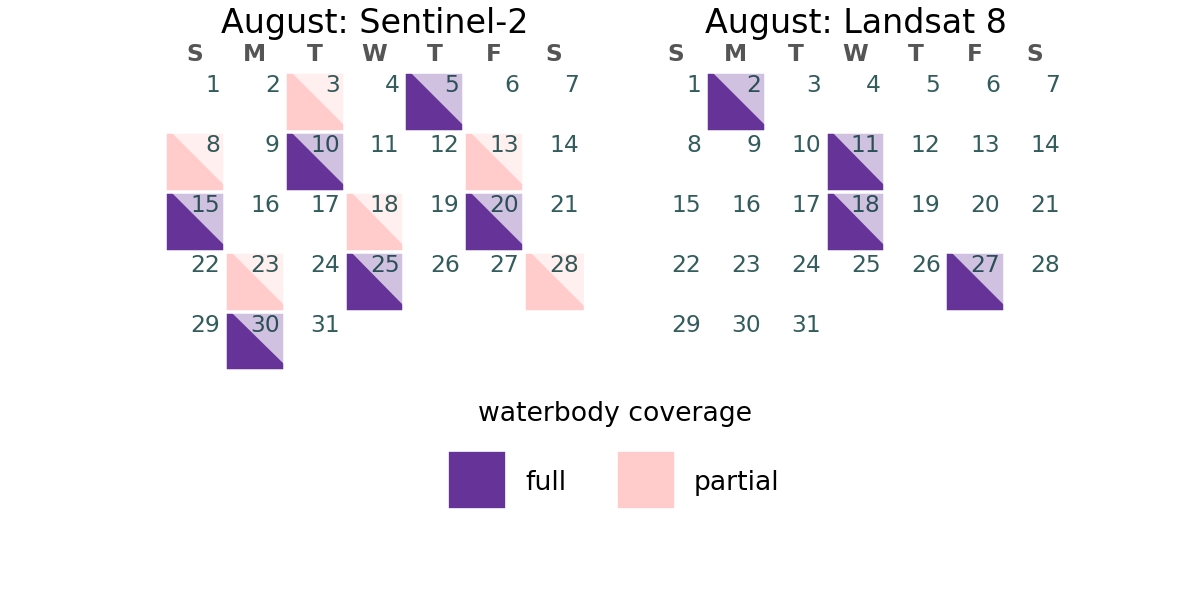 August: Sentinel-2
S M T W T F S
1 2 3 4 5 6 7
8 9 10 11 12 13 14
15 16 17 18 19 20 21
22 23 24 25 26 27 28
29 30 31
August: Landsat 8
S M T W T F S
1 2 3 4 5 6 7
8 9 10 11 12 13 14
15 16 17 18 19 20 21
22 23 24 25 26 27 28
29 30 31
waterbody coverage
full partial